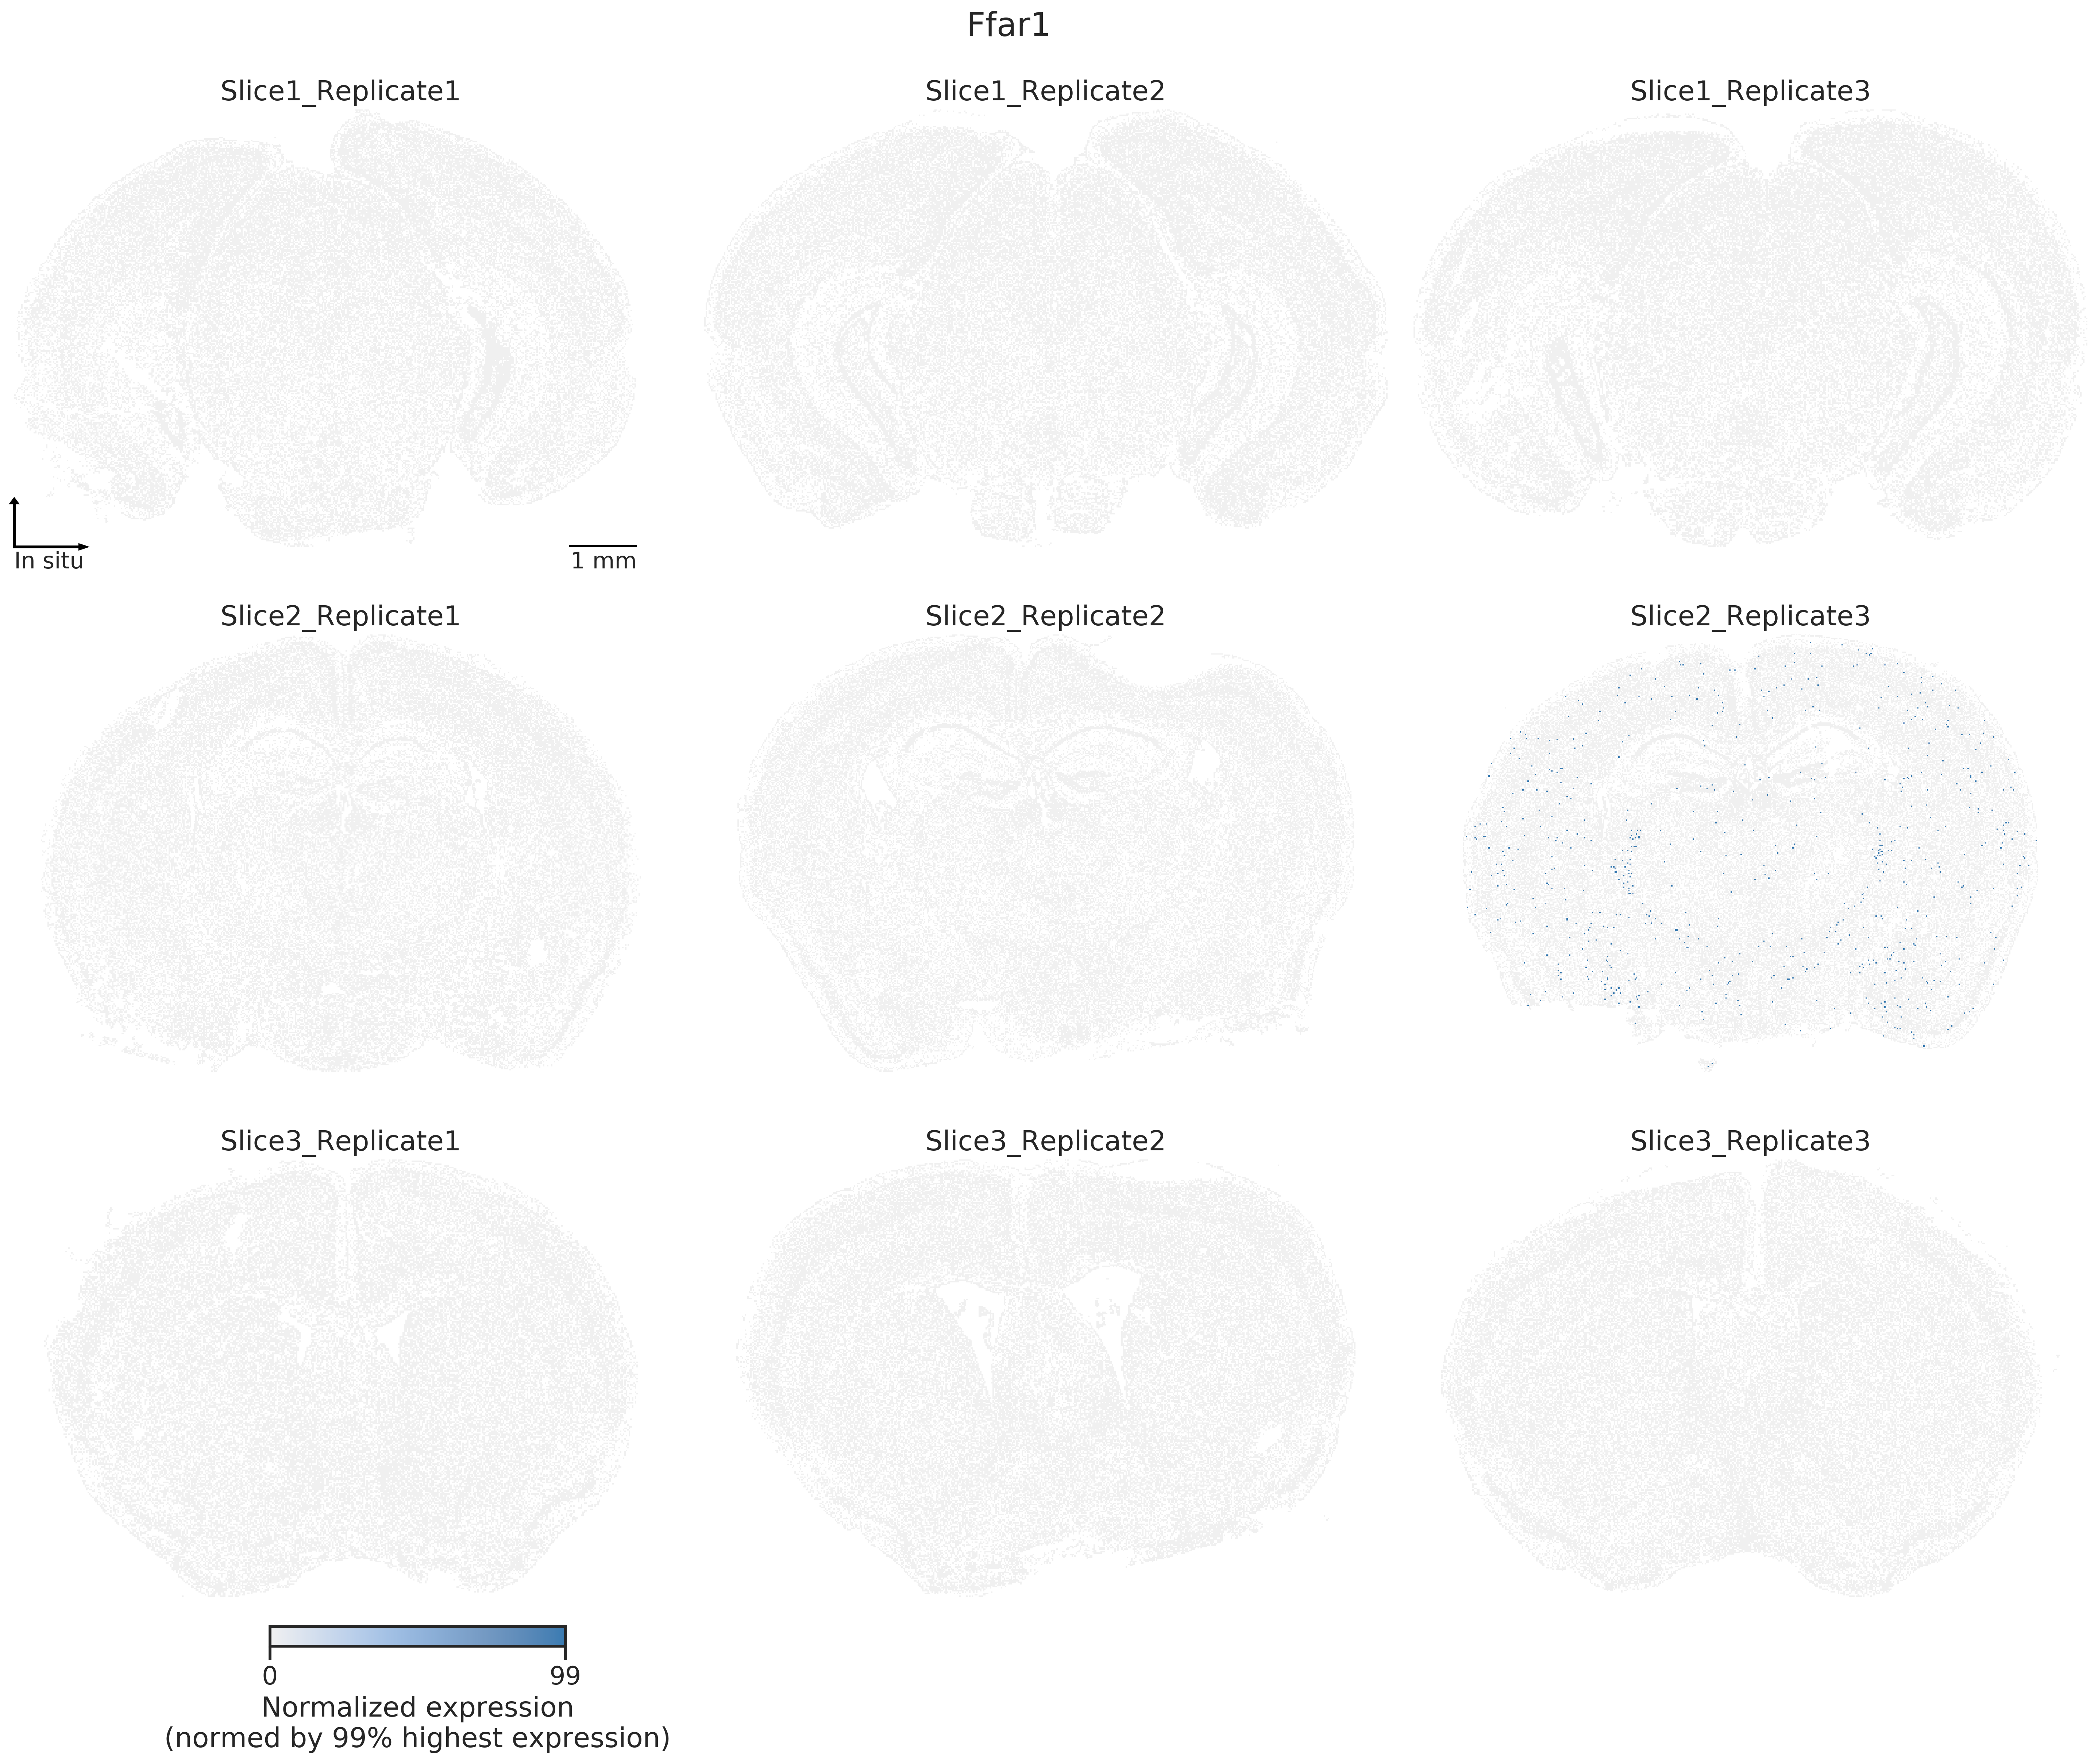 Ffar1
Slice1_Replicate1
Slice1_Replicate2
Slice1_Replicate3
In situ
1 mm
Slice2_Replicate1
Slice2_Replicate2
Slice2_Replicate3
Slice3_Replicate1
Slice3_Replicate2
Slice3_Replicate3
0
99
Normalized expression
(normed by 99% highest expression)